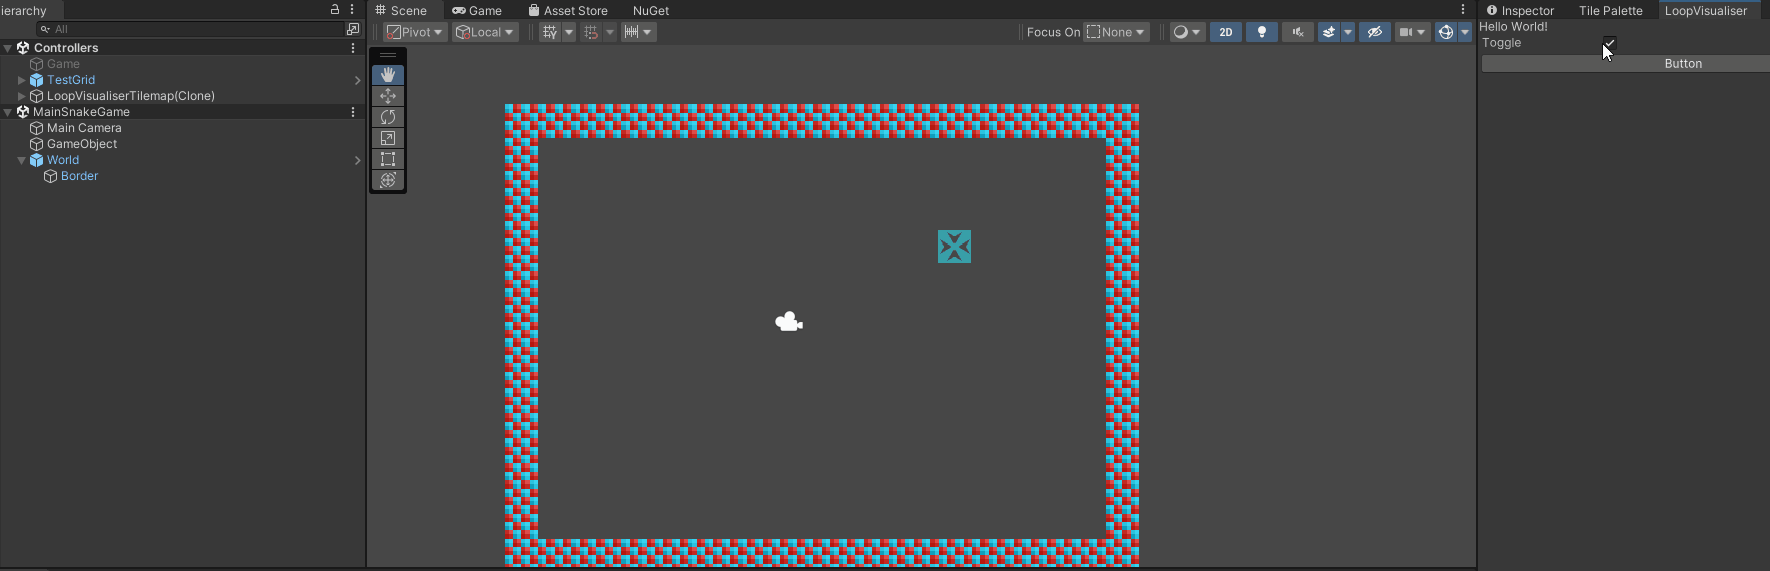 ierarchy
All
Controllers
Game
TestGrid
LoopVisualiserTilemap(Clone)
MainSnakeGame
Main Camera
GameObject
World
Border
Scene Game Asset Store NuGet
Pivot Local Focus On None 2D
Inspector Tile Palette LoopVisualiser
Hello World!
Toggle
Button